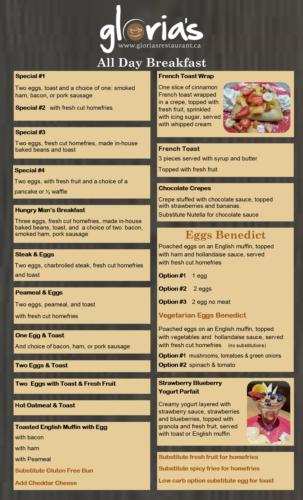 gloria's
www.gloriasrestaurant.ca
All Day Breakfast
Special #1
Two eggs, toast and a choice of one: smoked
ham, bacon, or pork sausage
Special #2 with fresh cut homefries
Special #3
Two eggs, fresh cut homefries, made in-house
baked beans and toast
Special #4
Two eggs, with fresh fruit and a choice of a
pancake or ½ waffle
Hungry Man's Breakfast
Three eggs, fresh cut homefries, made in-house
baked beans, toast, and a choice of two: bacon,
smoked ham, pork sausage
Steak & Eggs
Two eggs, charbroiled steak, fresh cut homefries
and toast
Peameal & Eggs
Two eggs, peameal, and toast
with fresh cut homefries
One Egg & Toast
And choice of bacon, ham, or pork sausage
Two Eggs & Toast
Two Eggs with Toast & Fresh Fruit
Hot Oatmeal & Toast
Toasted English Muffin with Egg
with bacon
with ham
with Peameal
Substitute Gluten Free Bun
Add Cheddar Cheese
French Toast Wrap
One slice of cinnamon
French toast wrapped
in a crepe, topped with
fresh fruit, sprinkled
with icing sugar, served
with whipped cream
French Toast
3 pieces served with syrup and butter
Topped with fresh fruit
Chocolate Crepes
Crepe stuffed with chocolate sauce, topped
with strawberries and bananas.
Substitute Nutella for chocolate sauce
Eggs Benedict
Poached eggs on an English muffin, topped
with ham and hollandaise sauce, served
with fresh cut homefries
Option #1 1 egg
Option #2 2 eggs
Option #3 2 egg no meat
Vegetarian Eggs Benedict
Poached eggs on an English muffin, topped
with vegetables and hollandaise sauce, served
with fresh cut homefries (no substitutions)
Option #1 mushrooms, tomatoes & green onions
Option #2 spinach & tomato
Strawberry Blueberry
Yogurt Parfait
Creamy yogurt layered with
strawberry sauce, strawberries
and blueberries, topped with
granola and fresh fruit, served
with toast or English muffin
Substitute fresh fruit for homefries
Substitute spicy fries for homefries
Low carb option substitute egg for toast